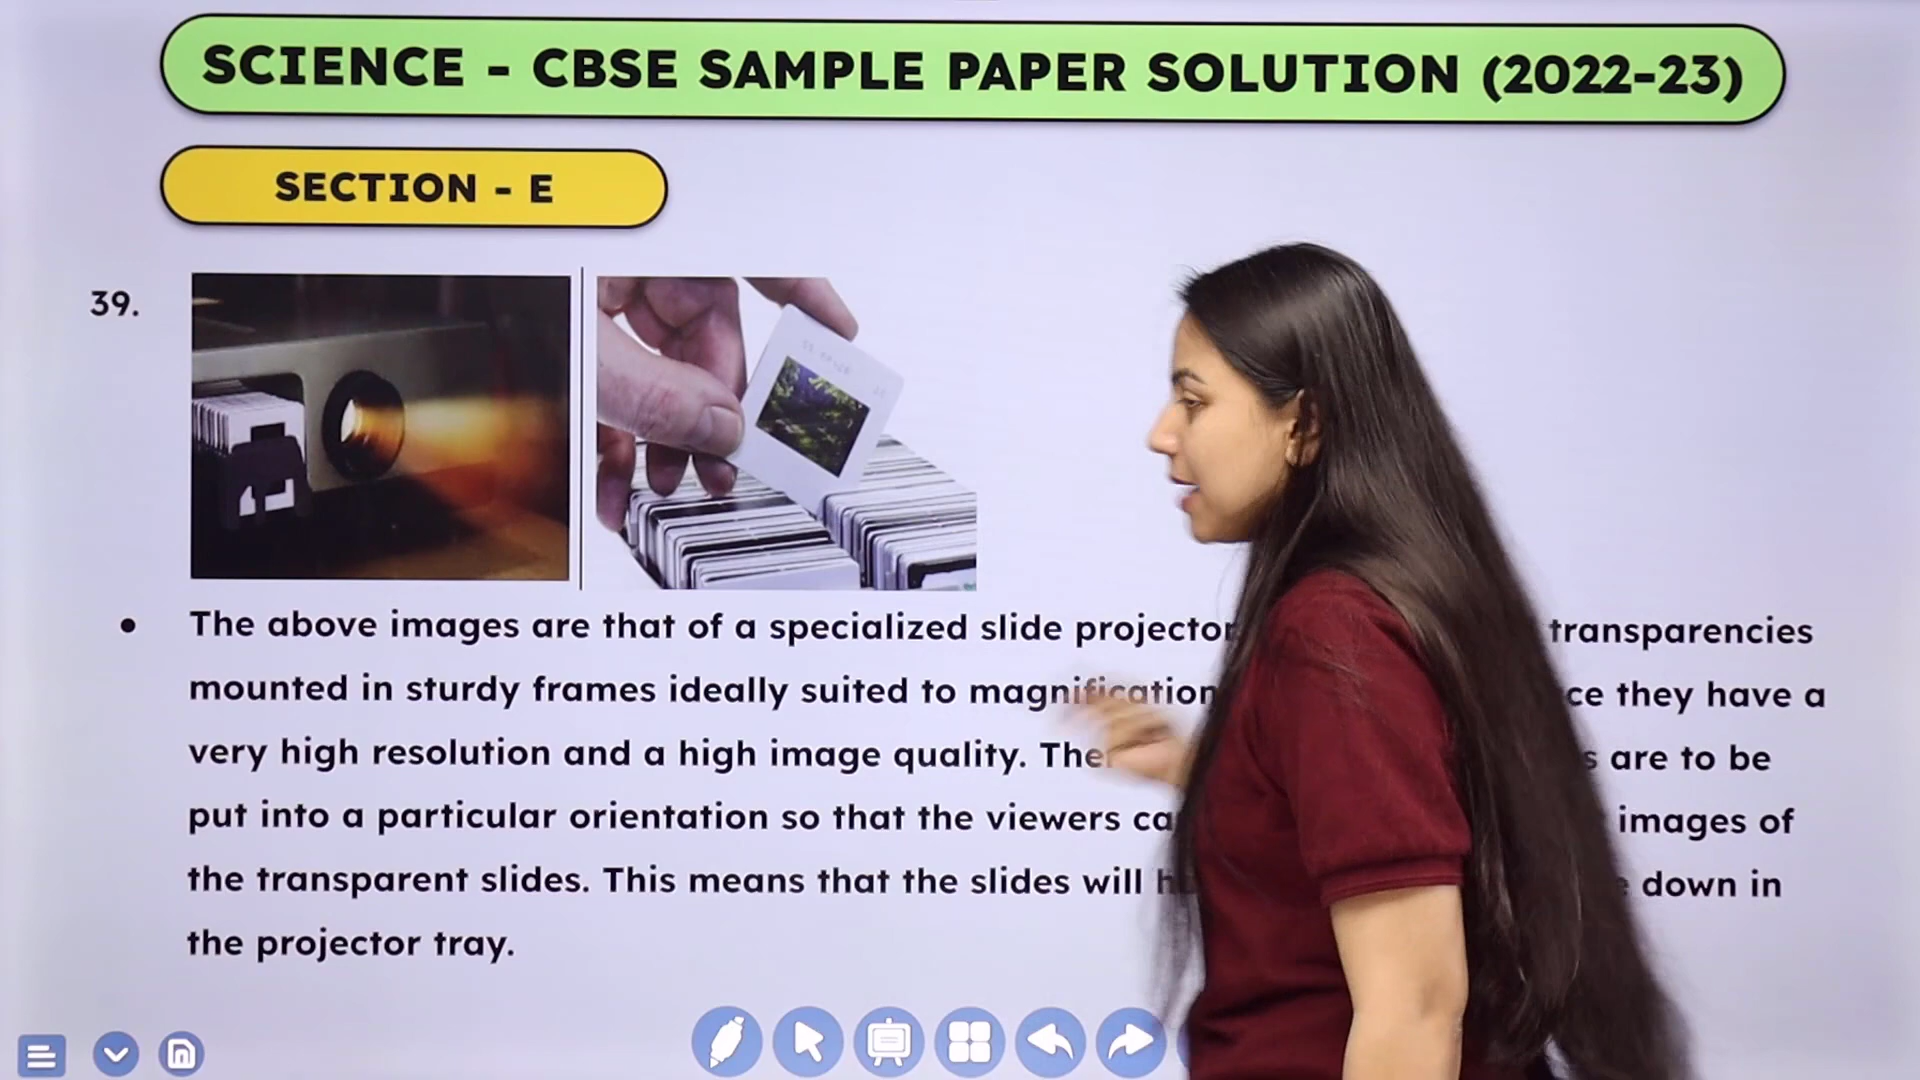 SCIENCE - CBSE SAMPLE PAPER SOLUTION (2022-23)
SECTION - E
39.
• The above images are that of a specialized slide projector transparencies
mounted in sturdy frames ideally suited to magnification they have a
very high resolution and a high image quality. are to be
put into a particular orientation so that the viewers images of
the transparent slides. This means that the slides will down in
the projector tray.